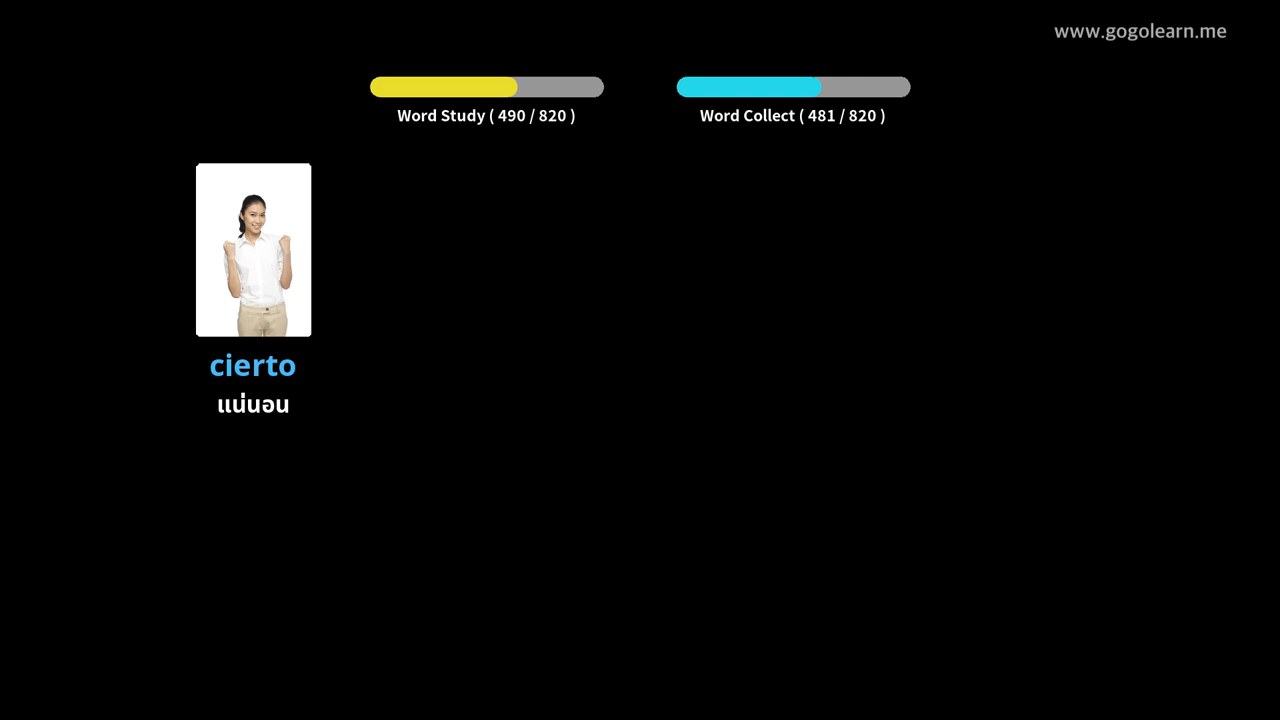 www.gogolearn.me
Word Study ( 490 / 820 )
Word Collect ( 481 / 820 )
cierto
แน่นอน